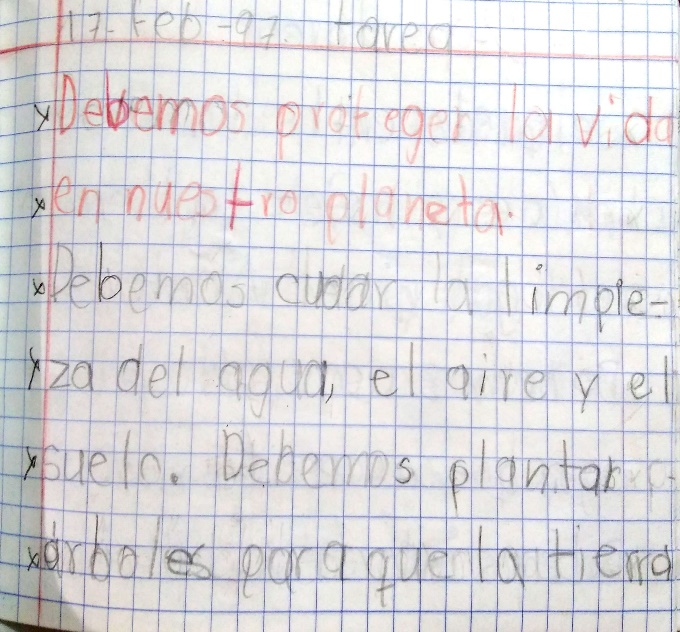 17-Feb-97. tarea
Debemos proteger la vida
en nuestro planeta.
Debemos cuidar la limple-
za del agua, el aire y el
suelo. Debemos plantar
árboles para que la tierra